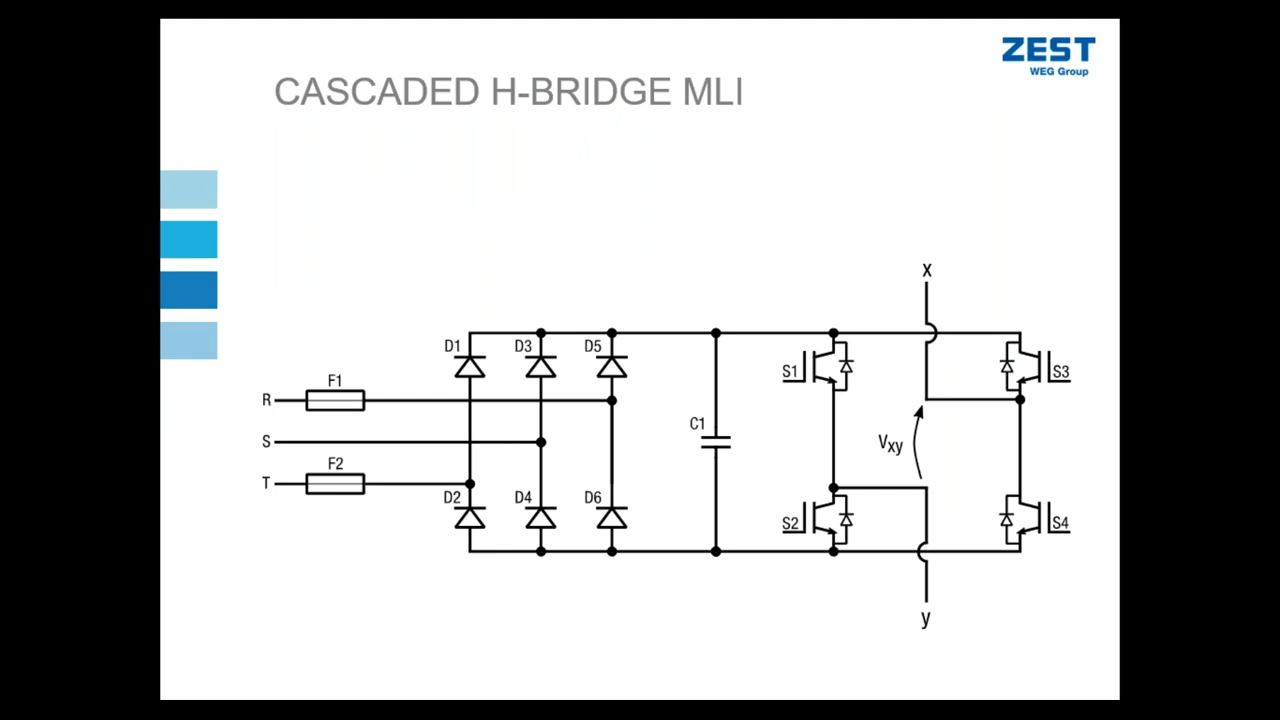 ZEST
WEG Group
CASCADED H-BRIDGE MLI
x
D1
D3
D5
S1
S3
F1
R
C1
S
Vxy
F2
T
D2
D4
D6
S2
S4
y